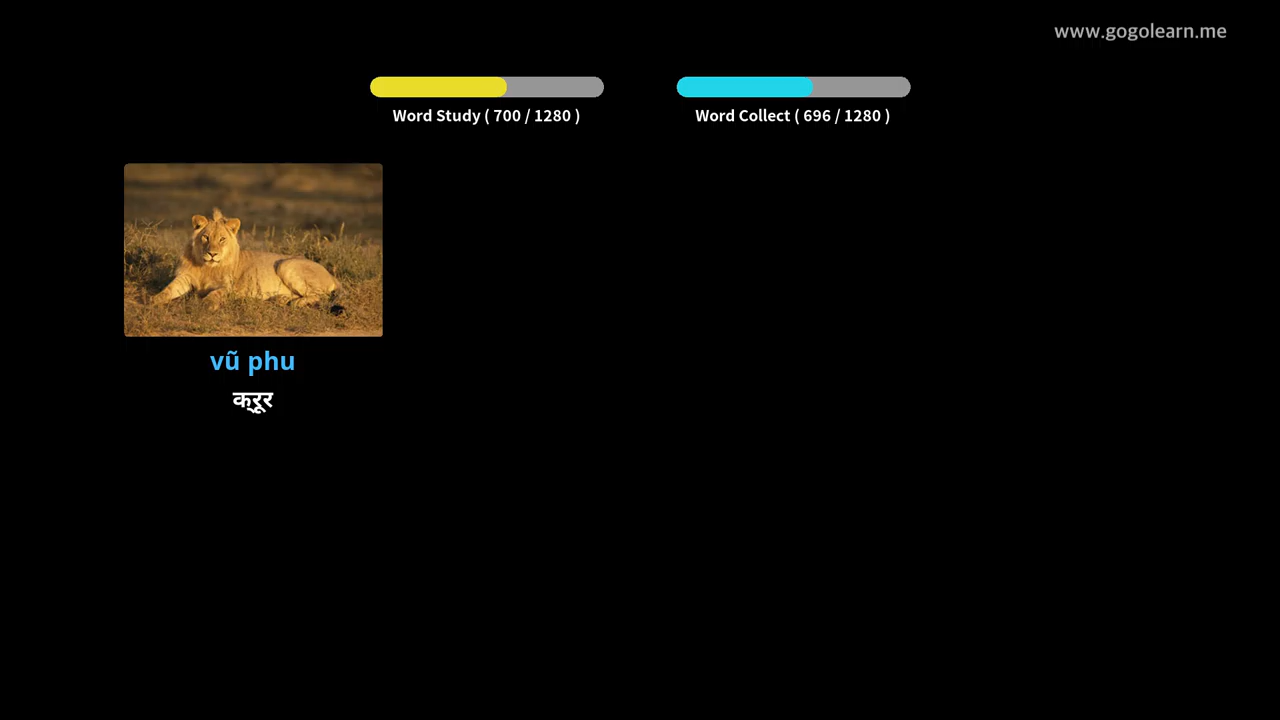 www.gogolearn.me
Word Study ( 700 / 1280 )
Word Collect ( 696 / 1280 )
vũ phu
क्रूर